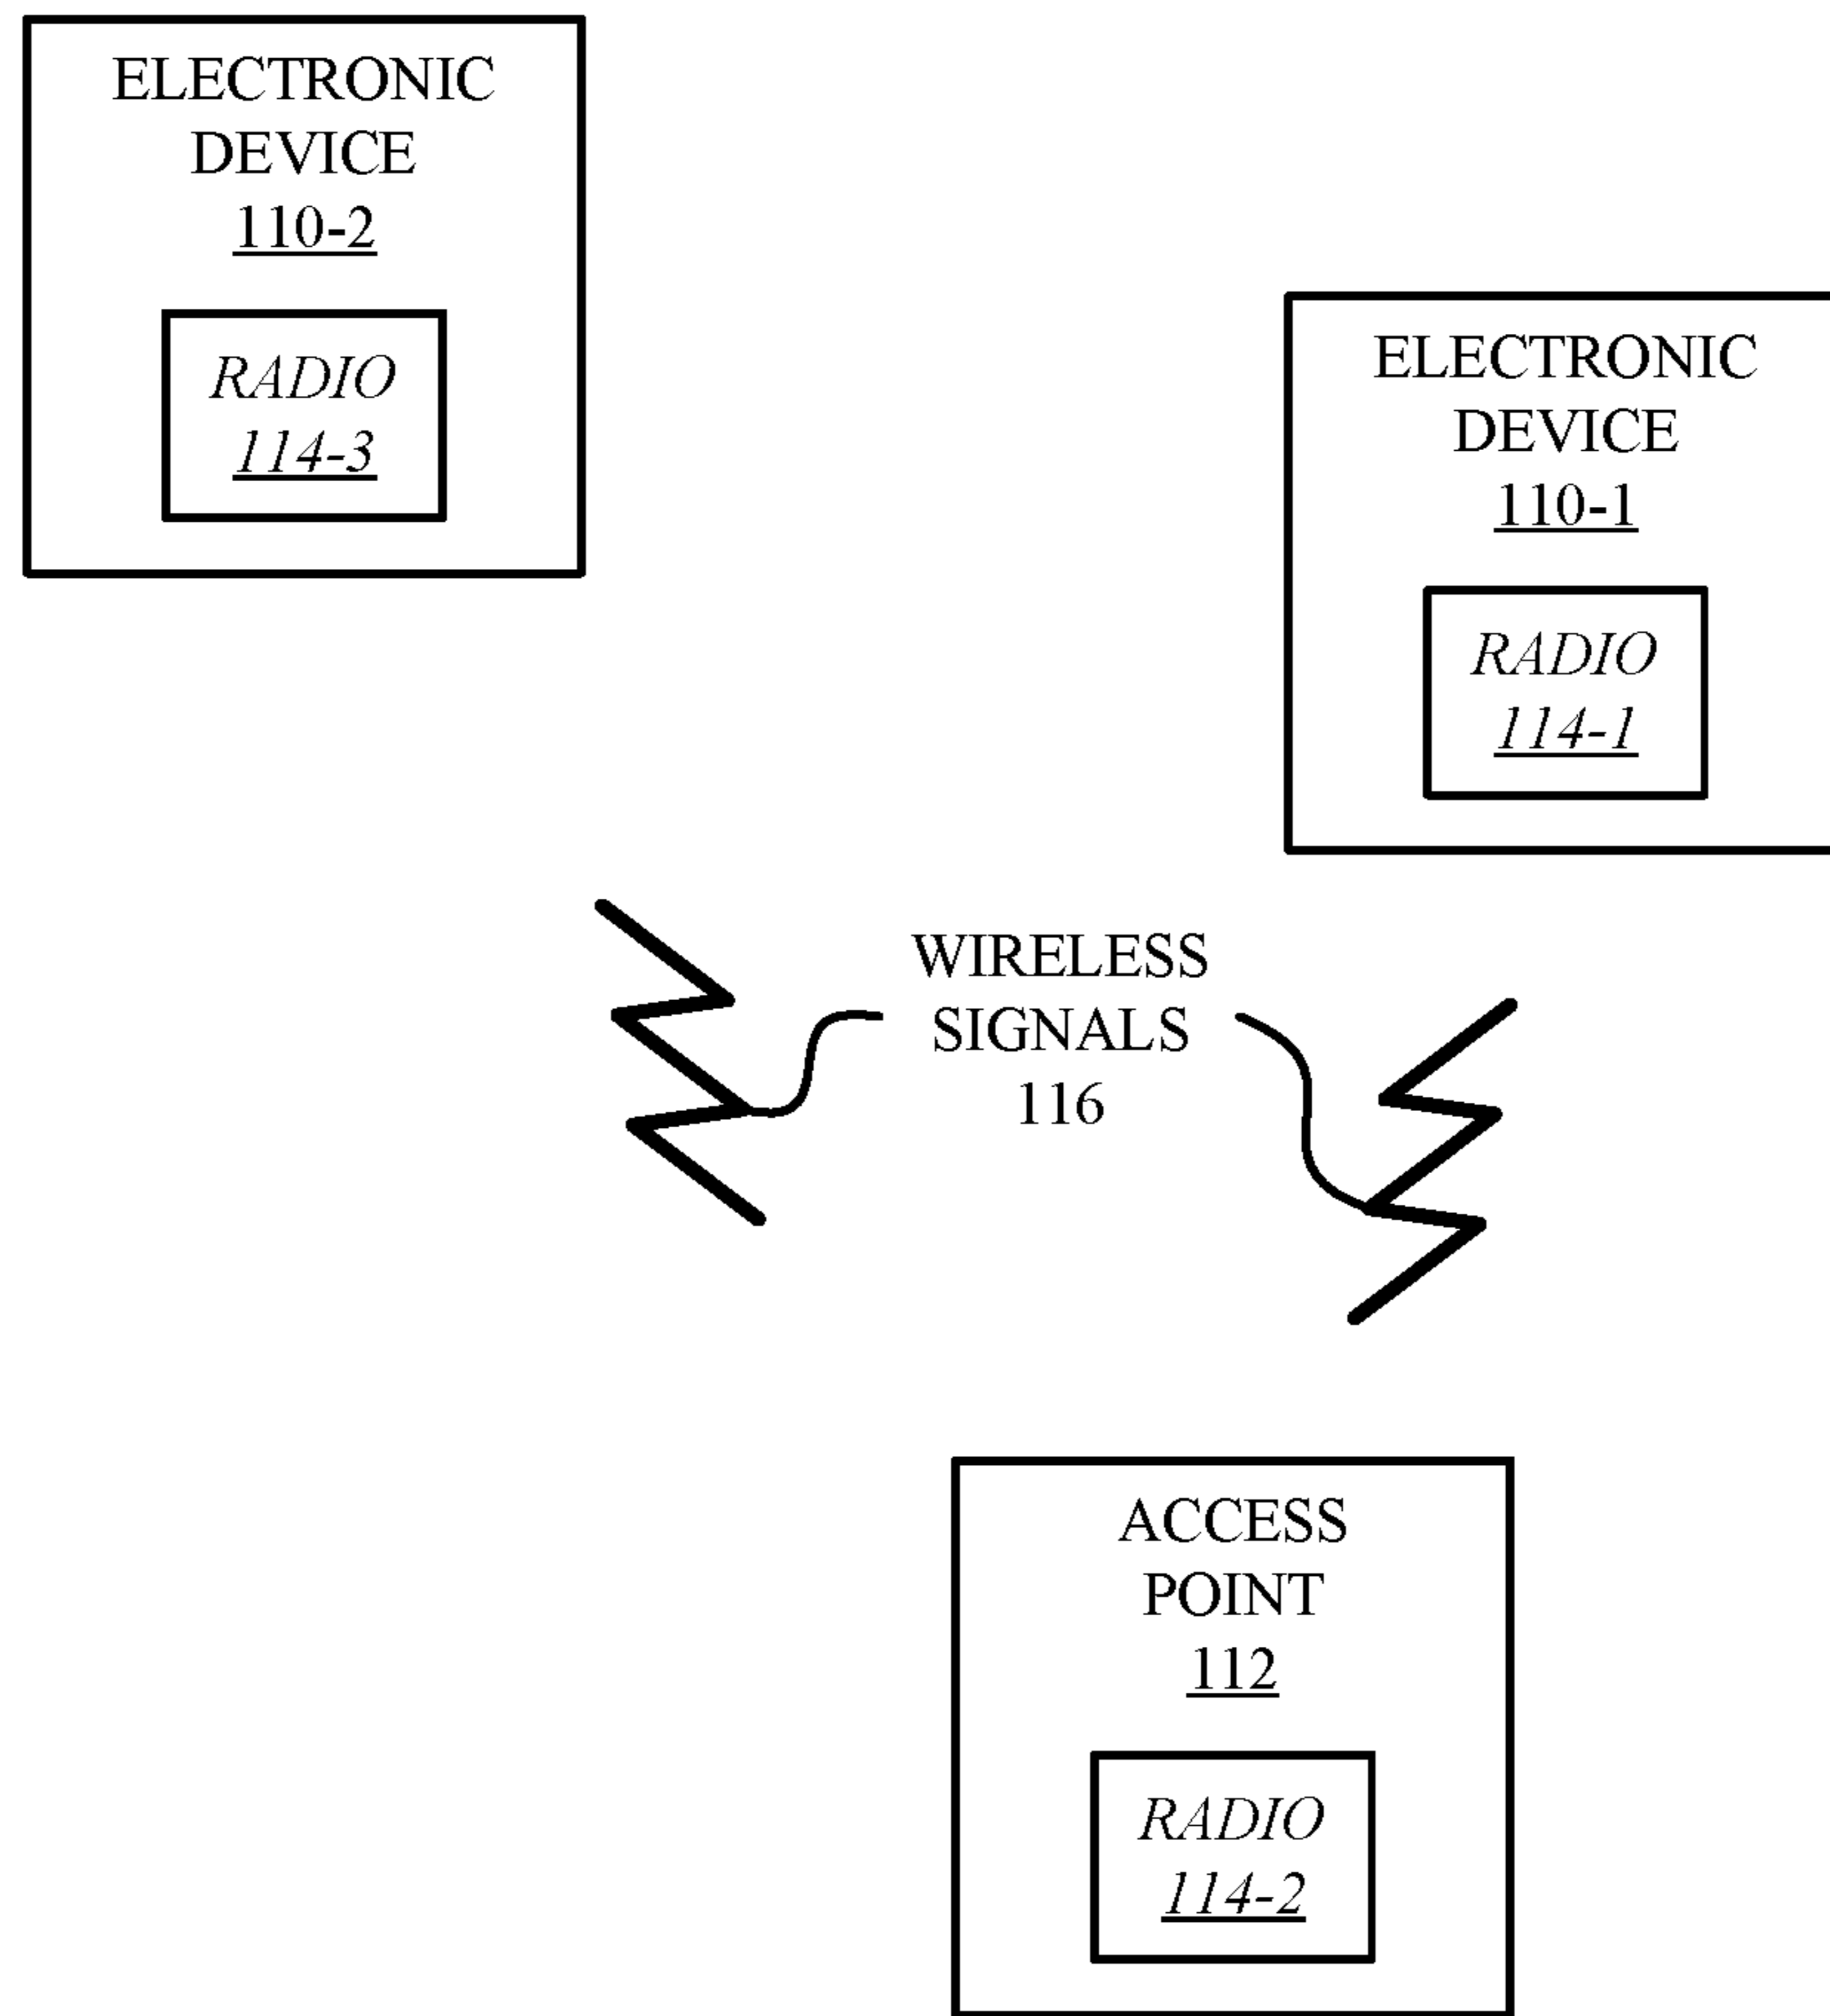 ELECTRONIC
DEVICE
110-2
RADIO
114-3
ELECTRONIC
DEVICE
110-1
RADIO
114-1
WIRELESS
SIGNALS
116
ACCESS
POINT
112
RADIO
114-2